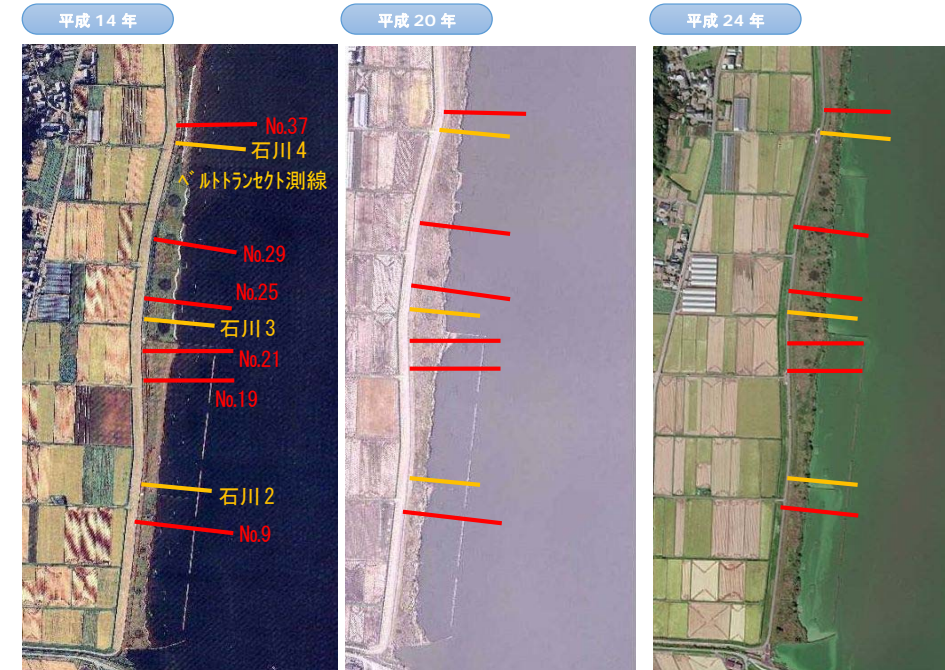 平成 14 年
平成 20 年
平成 24 年
No.37
石川 4
ベルトトランセクト測線
No.29
No.25
石川 3
No.21
No.19
石川 2
No.9